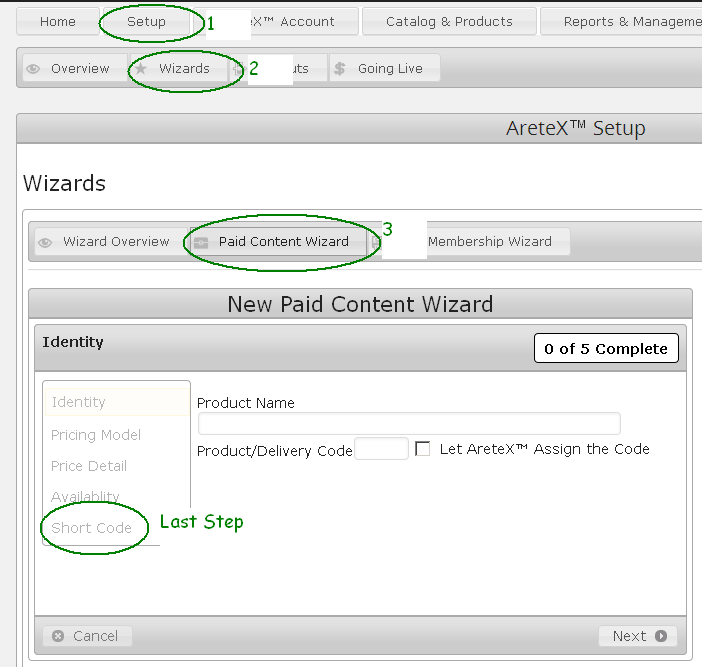 Home Setup 1 X™ Account Catalog & Products Reports & Manageme
Overview Wizards 2 uts Going Live
AreteX™ Setup
Wizards
Wizard Overview Paid Content Wizard 3 Membership Wizard
New Paid Content Wizard
Identity 0 of 5 Complete
Identity
Product Name
Pricing Model
Product/Delivery Code Let AreteX™ Assign the Code
Price Detail
Availablity
Short Code Last Step
Cancel Next